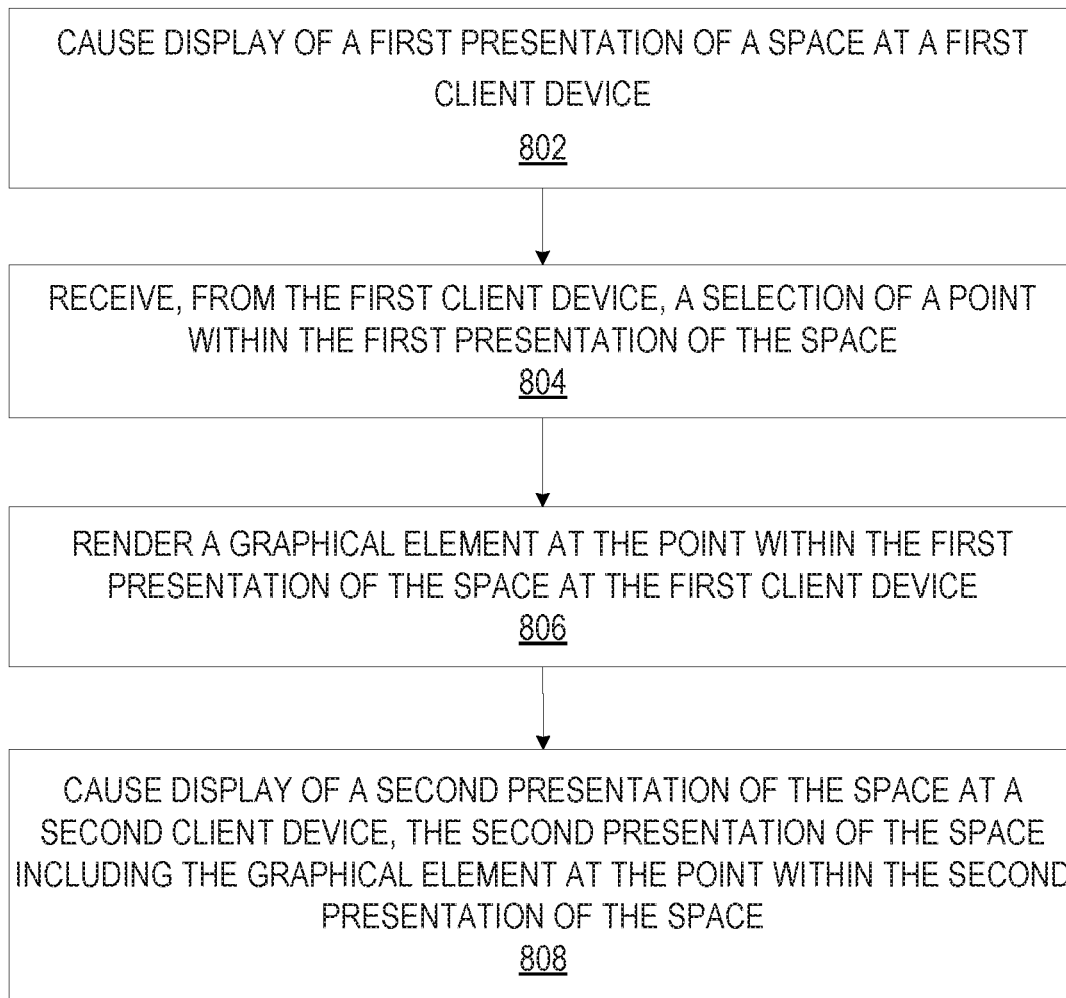 CAUSE DISPLAY OF A FIRST PRESENTATION OF A SPACE AT A FIRST
CLIENT DEVICE
802
RECEIVE, FROM THE FIRST CLIENT DEVICE, A SELECTION OF A POINT
WITHIN THE FIRST PRESENTATION OF THE SPACE
804
RENDER A GRAPHICAL ELEMENT AT THE POINT WITHIN THE FIRST
PRESENTATION OF THE SPACE AT THE FIRST CLIENT DEVICE
806
CAUSE DISPLAY OF A SECOND PRESENTATION OF THE SPACE AT A
SECOND CLIENT DEVICE, THE SECOND PRESENTATION OF THE SPACE
INCLUDING THE GRAPHICAL ELEMENT AT THE POINT WITHIN THE SECOND
PRESENTATION OF THE SPACE
808